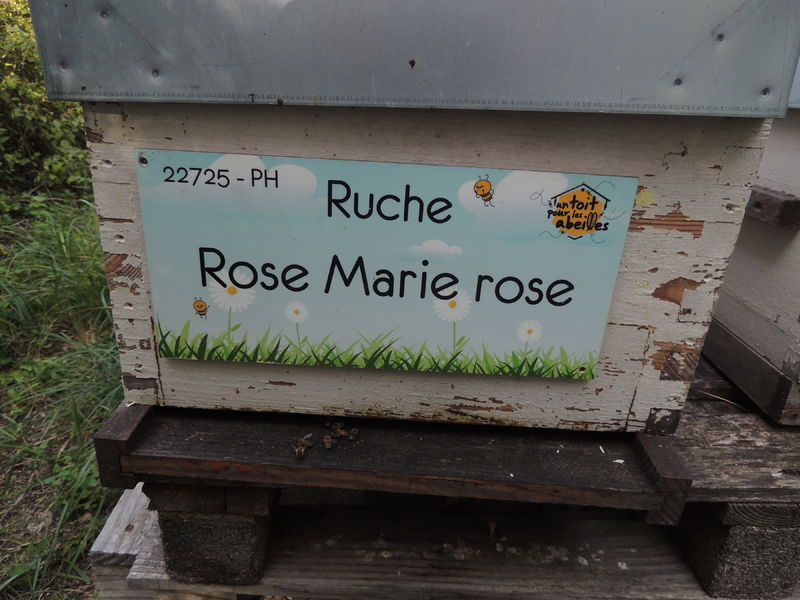 22725 - PH
Ruche
un toit
pour les
abeilles
Rose Marie rose